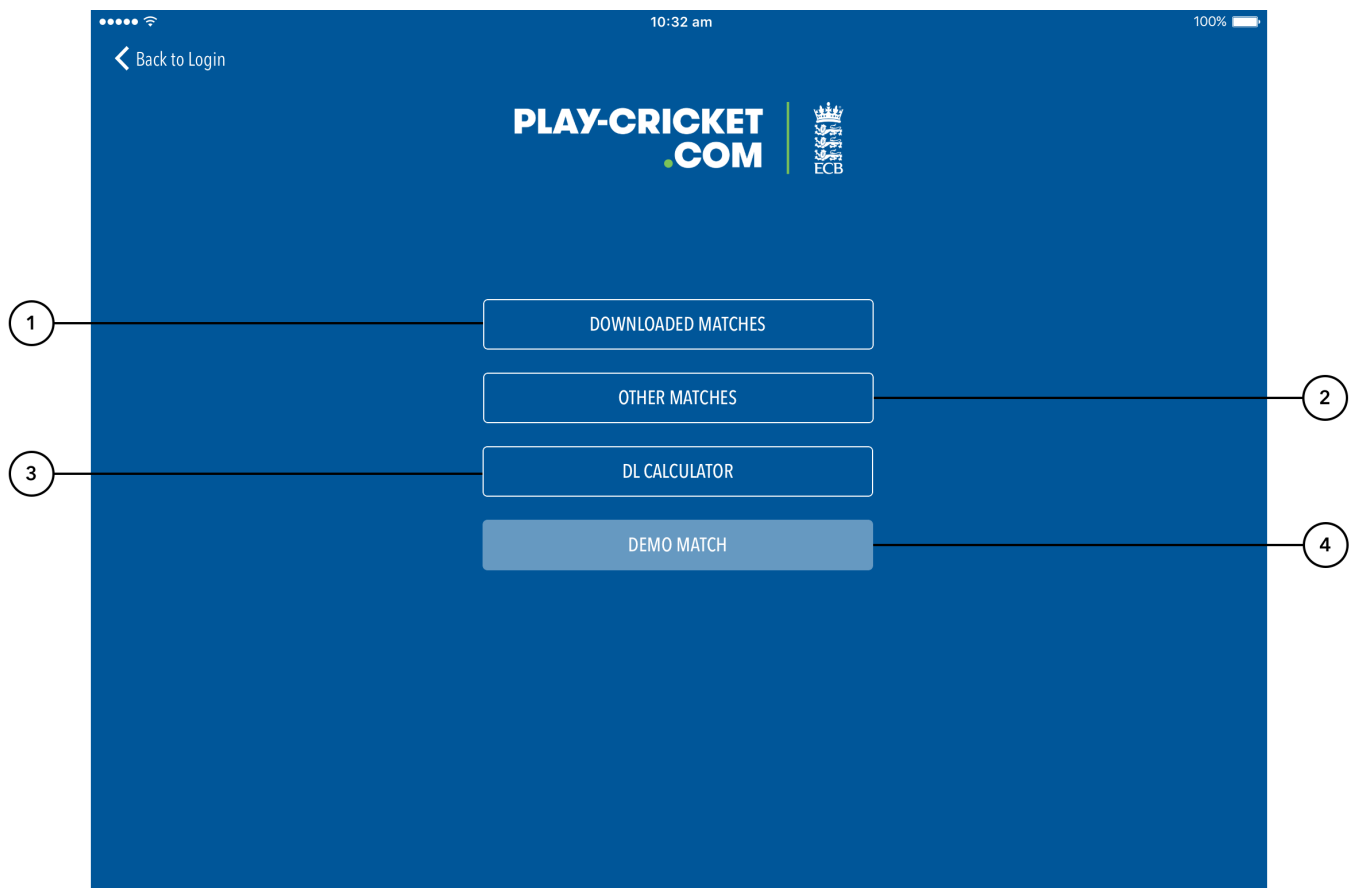 10:32 am
100%
Back to Login
PLAY-CRICKET
.COM
ECB
1
DOWNLOADED MATCHES
OTHER MATCHES
2
3
DL CALCULATOR
DEMO MATCH
4